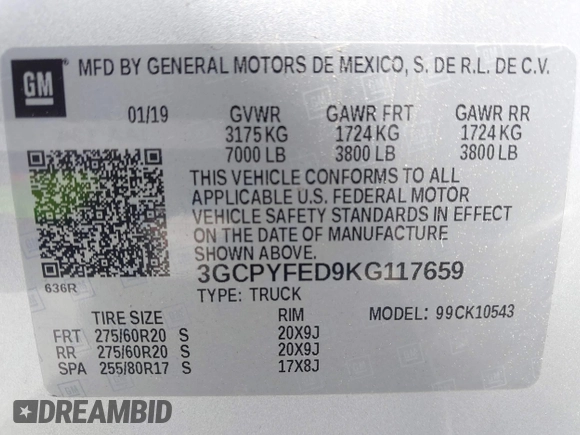 GM ® MFD BY GENERAL MOTORS DE MEXICO, S. DE R.L. DE C.V.
01/19 GVWR GAWR FRT GAWR RR
3175 KG 1724 KG 1724 KG
7000 LB 3800 LB 3800 LB
THIS VEHICLE CONFORMS TO ALL
APPLICABLE U.S. FEDERAL MOTOR
VEHICLE SAFETY STANDARDS IN EFFECT
ON THE DATE OF MANUFACTURE
SHOWN ABOVE.
636R 3GCPYFED9KG117659
TYPE: TRUCK
TIRE SIZE RIM MODEL: 99CK10543
FRT 275/60R20 S 20X9J
RR 275/60R20 S 20X9J
SPA 255/80R17 S 17X8J
DREAMBID